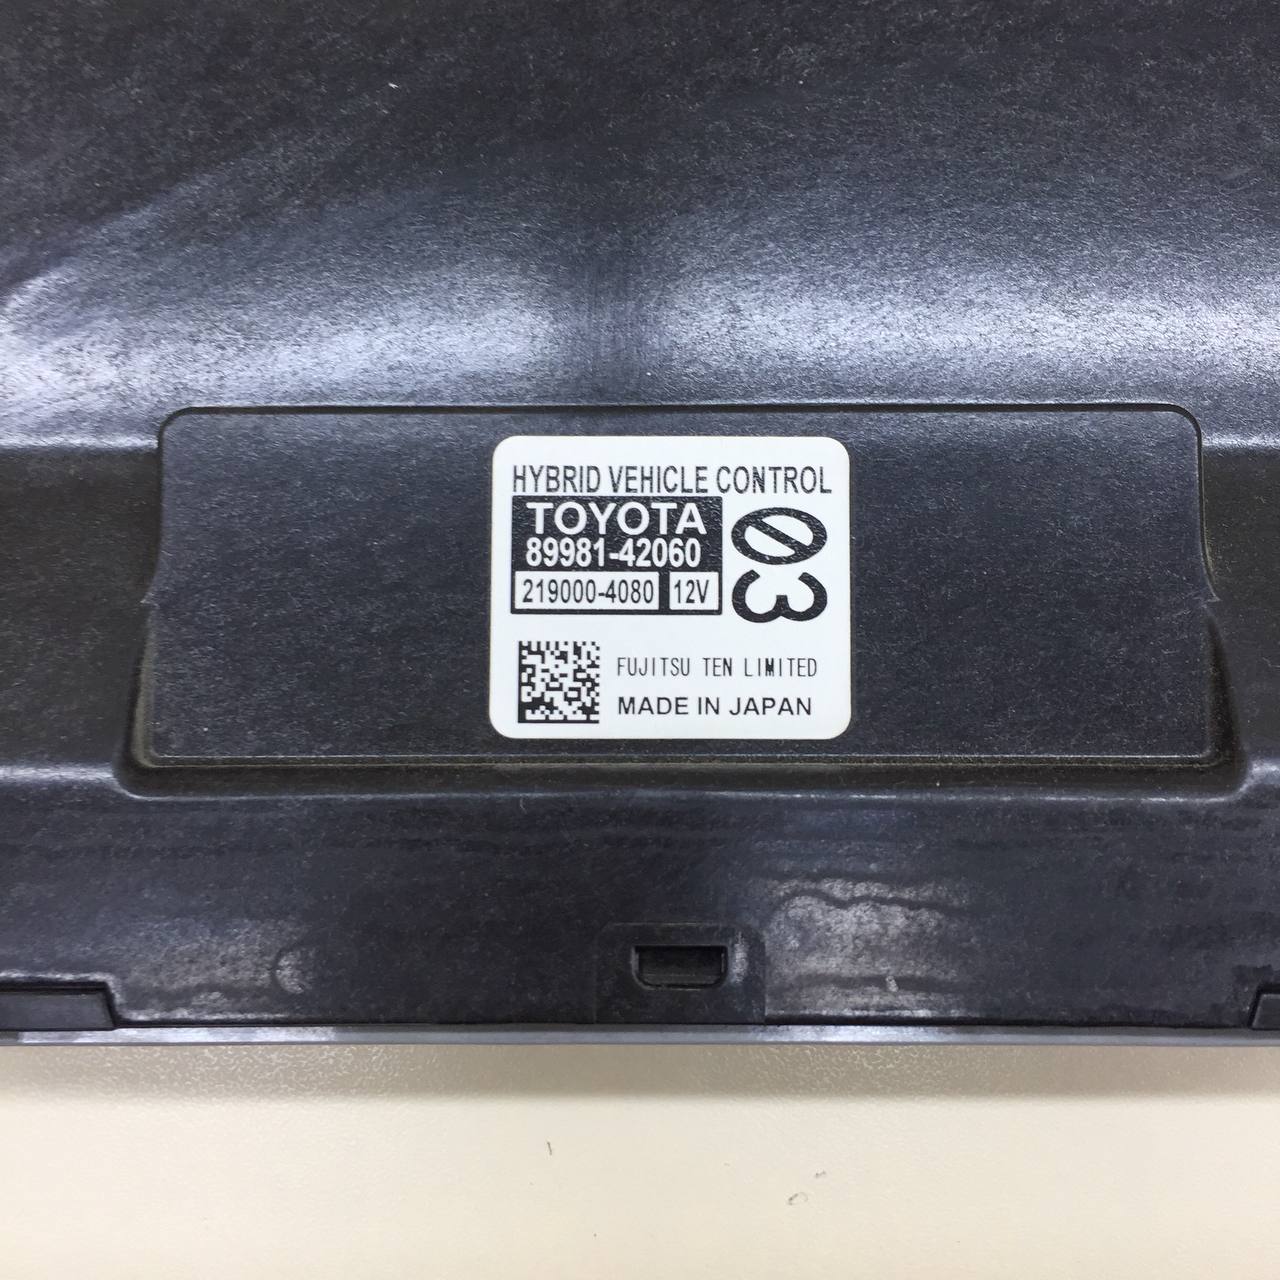 HYBRID VEHICLE CONTROL
TOYOTA
89981-42060
219000-4080 12V
03
FUJITSU TEN LIMITED
MADE IN JAPAN